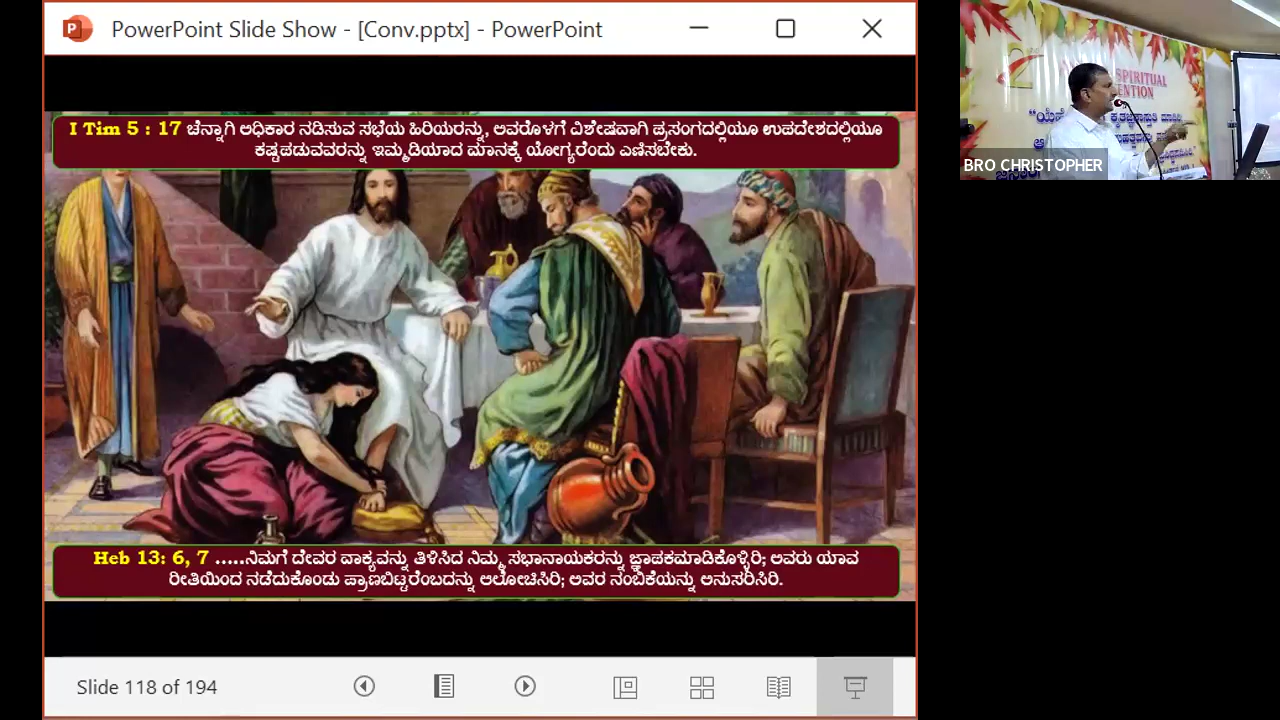 PowerPoint Slide Show - [Conv.pptx] - PowerPoint
I Tim 5 : 17 ಚೆನ್ನಾಗಿ ಅಧಿಕಾರ ನಡಿಸುವ ಸಭೆಯ ಹಿರಿಯರನ್ನು, ಅವರೊಳಗೆ ವಿಶೇಷವಾಗಿ ಪ್ರಸಂಗದಲ್ಲಿಯೂ ಉಪದೇಶದಲ್ಲಿಯೂ
ಕಷ್ಟಪಡುವವರನ್ನು ಇಮ್ಮಡಿಯಾದ ಮಾನಕ್ಕೆ ಯೋಗ್ಯರೆಂದು ಎಣಿಸಬೇಕು.
Heb 13: 6, 7 .....ನಿಮಗೆ ದೇವರ ವಾಕ್ಯವನ್ನು ತಿಳಿಸಿದ ನಿಮ್ಮ ಸಭಾನಾಯಕರನ್ನು ಜ್ಞಾಪಕಮಾಡಿಕೊಳ್ಳಿರಿ; ಅವರು ಯಾವ
ರೀತಿಯಿಂದ ನಡೆದುಕೊಂಡು ಪ್ರಾಣಬಿಟ್ಟರೆಂಬದನ್ನು ಆಲೋಚಿಸಿರಿ; ಅವರ ನಂಬಿಕೆಯನ್ನು ಅನುಸರಿಸಿರಿ.
Slide 118 of 194
SPIRITUAL
BRO CHRISTOPHER